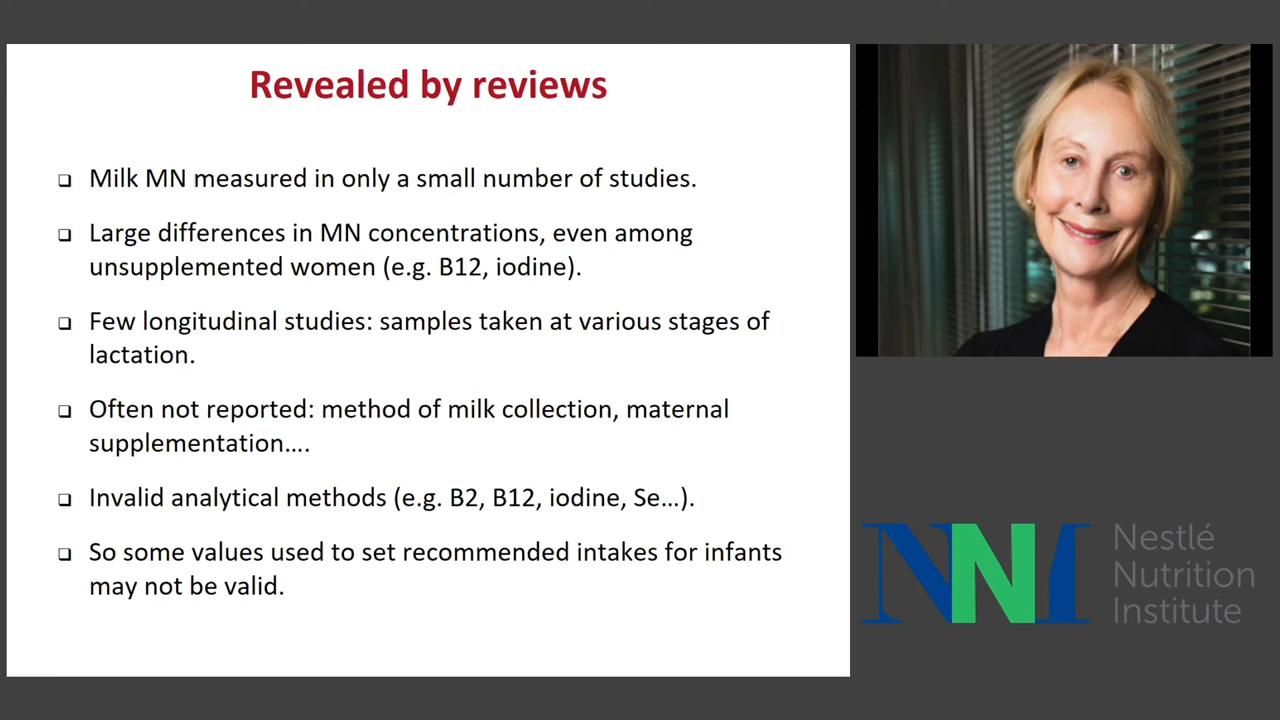 Revealed by reviews
❑ Milk MN measured in only a small number of studies.
❑ Large differences in MN concentrations, even among
unsupplemented women (e.g. B12, iodine).
❑ Few longitudinal studies: samples taken at various stages of
lactation.
❑ Often not reported: method of milk collection, maternal
supplementation….
❑ Invalid analytical methods (e.g. B2, B12, iodine, Se…).
❑ So some values used to set recommended intakes for infants
may not be valid.
NNI
Nestlé
Nutrition
Institute